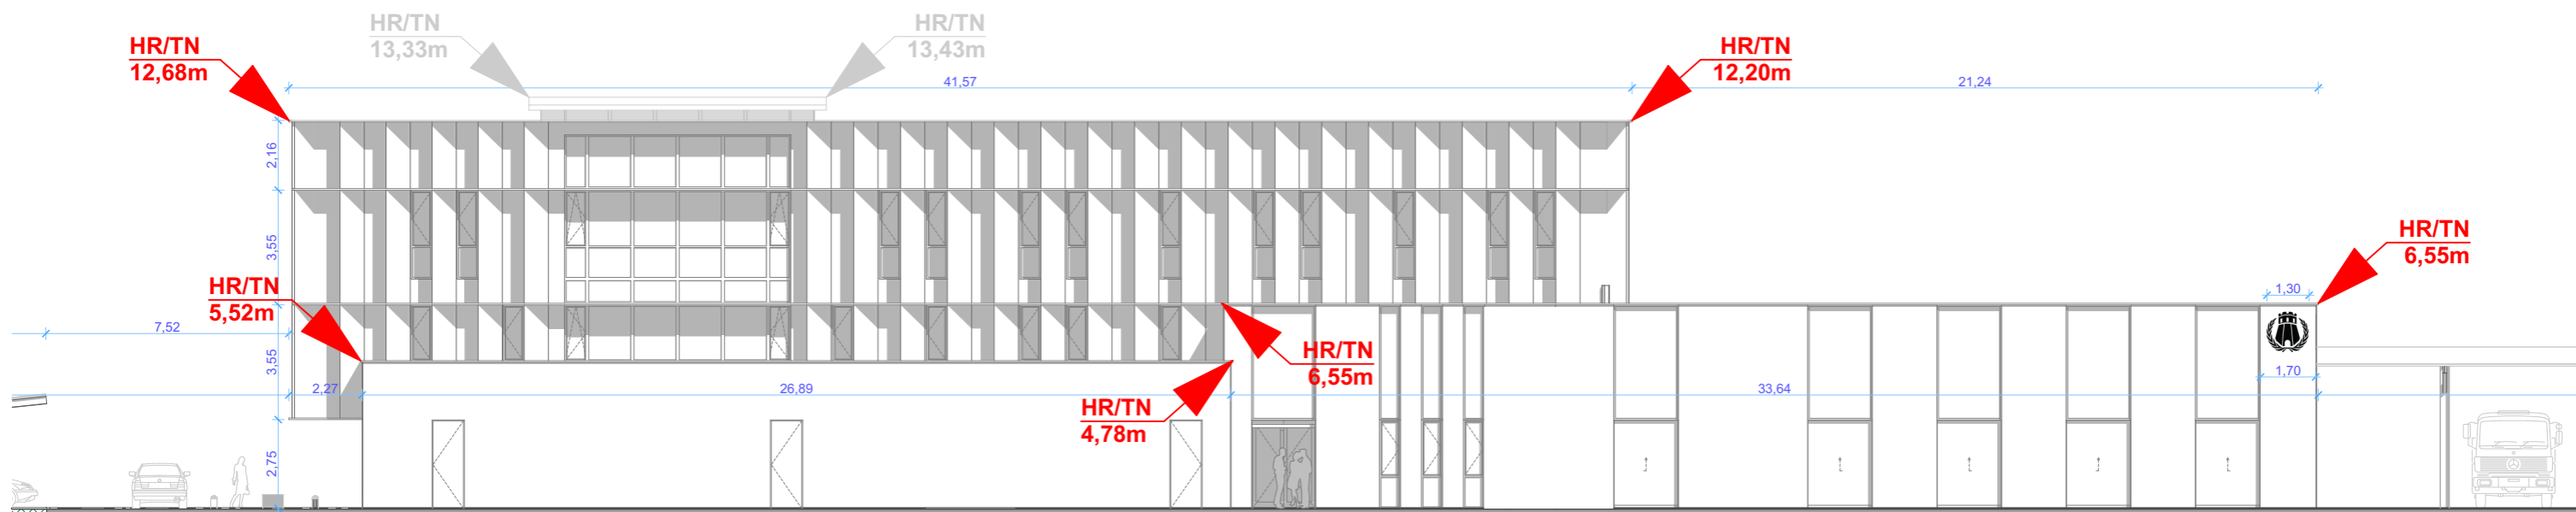 HR/TN
13,33m
HR/TN
13,43m
HR/TN
12,68m
HR/TN
12,20m
41,57
21,24
2,16
3,55
HR/TN
6,55m
HR/TN
5,52m
1,30
7,52
HR/TN
6,55m
3,55
1,70
2,27
26,89
33,64
HR/TN
4,78m
2,75